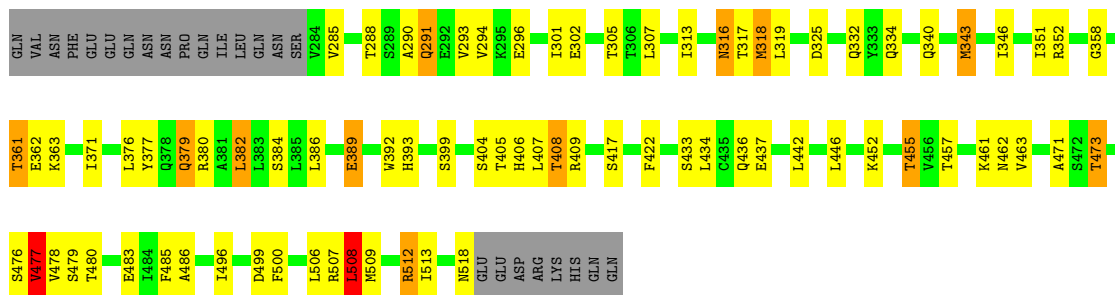 GLN VAL ASN PHE GLU GLU GLN ASN ASN PRO GLN ILE LEU GLN ASN SER V284 V285 T288 S289 A290 Q291 E292 V293 V294 K295 E296 I301 E302 T305 T306 L307 I313 N316 T317 M318 L319 D325 Q332 Y333 Q334 Q340 M343 I346 I351 R352 G358
T361 E362 K363 I371 L376 Y377 Q378 Q379 R380 A381 L382 L383 S384 L385 L386 E389 W392 H393 S399 S404 T405 H406 L407 T408 R409 S417 F422 S433 L434 C435 Q436 E437 L442 L446 K452 T455 V456 T457 K461 N462 V463 A471 S472 T473
S476 V477 V478 S479 T480 E483 I484 F485 A486 I496 D499 F500 L506 R507 L508 M509 R512 I513 N518 GLU GLU ASP ARG LYS HIS GLN GLN